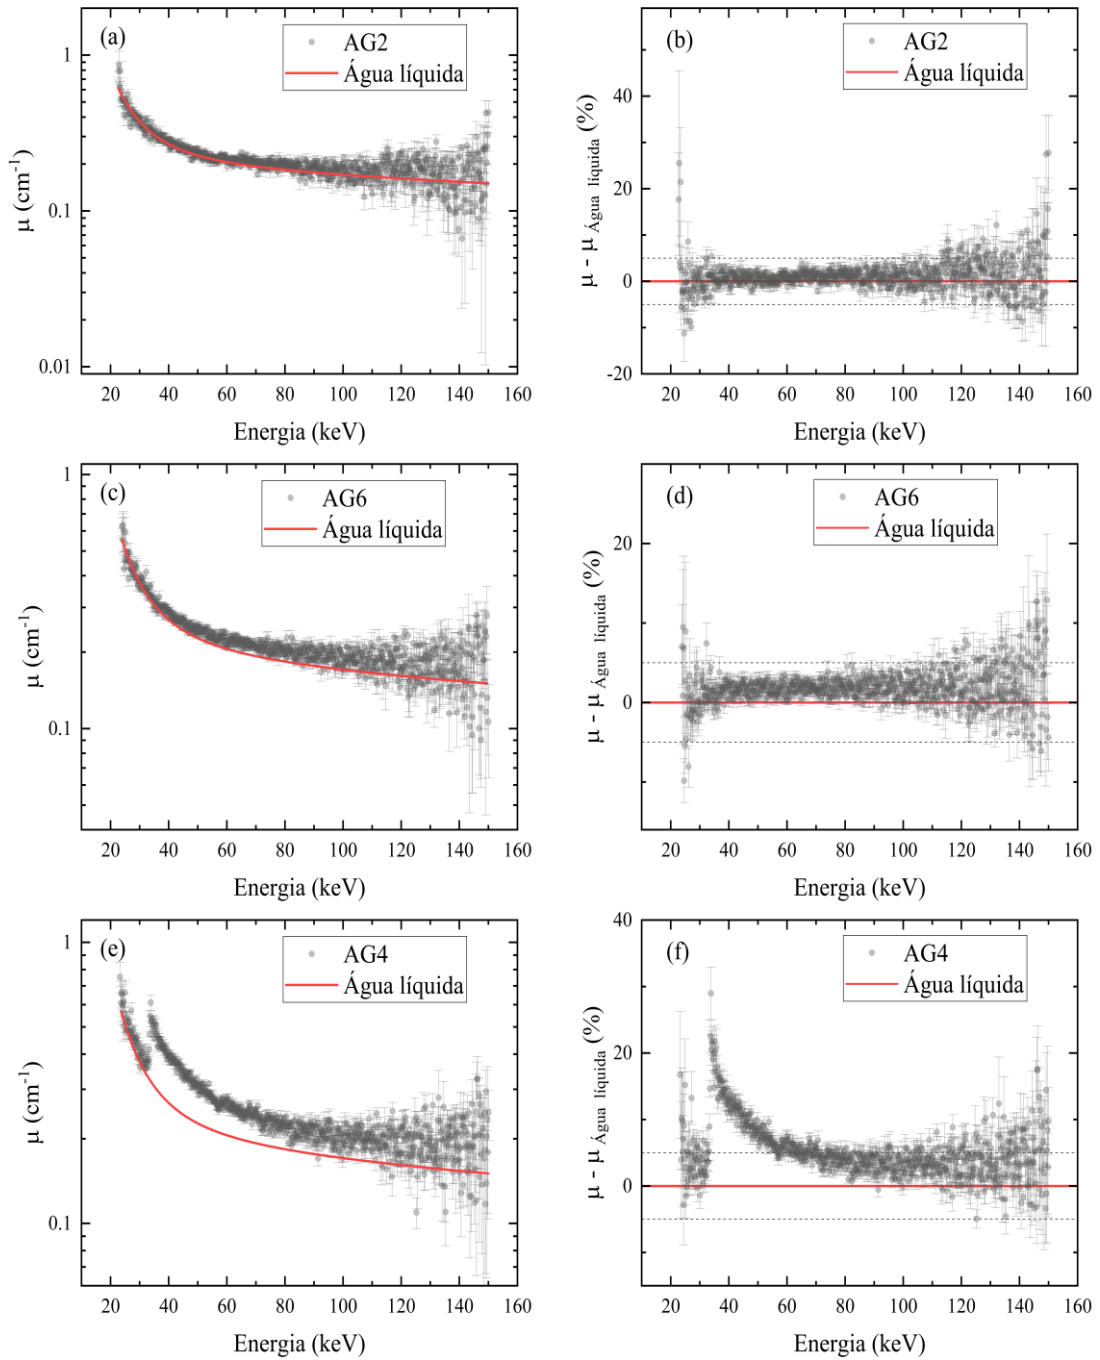 (a)
AG2
Água líquida
1
0.1
0.01
μ (cm⁻¹)
20 40 60 80 100 120 140 160
Energia (keV)
(b)
AG2
Água líquida
40
20
0
-20
μ - μ Água líquida (%)
20 40 60 80 100 120 140 160
Energia (keV)
(c)
AG6
Água líquida
1
0.1
μ (cm⁻¹)
20 40 60 80 100 120 140 160
Energia (keV)
(d)
AG6
Água líquida
20
0
μ - μ Água líquida (%)
20 40 60 80 100 120 140 160
Energia (keV)
(e)
AG4
Água líquida
1
0.1
μ (cm⁻¹)
20 40 60 80 100 120 140 160
Energia (keV)
(f)
AG4
Água líquida
40
20
0
μ - μ Água líquida (%)
20 40 60 80 100 120 140 160
Energia (keV)